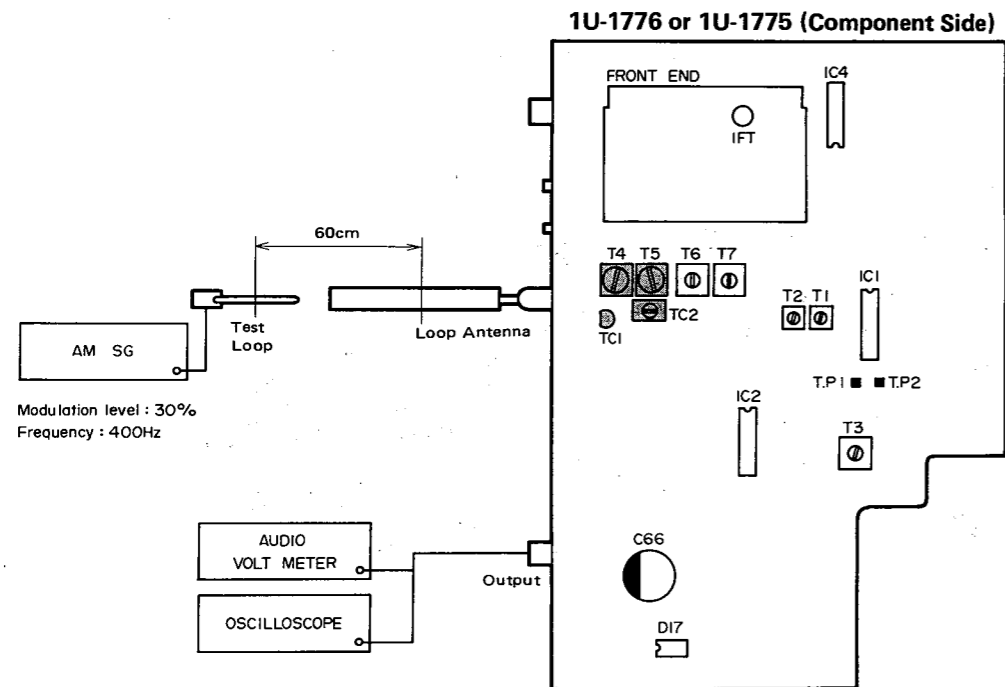 1U-1776 or 1U-1775 (Component Side)
FRONT END
IC4
IFT
60cm
T4 T5 T6 T7
IC1
T2 T1
Test
Loop
Loop Antenna
TC1
TC2
AM SG
T.P1 T.P2
IC2
Modulation level : 30%
Frequency : 400Hz
T3
AUDIO
VOLT METER
C66
Output
OSCILLOSCOPE
D17